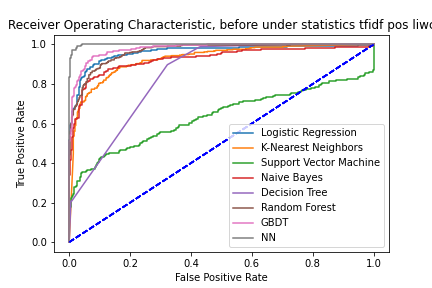 Receiver Operating Characteristic, before under statistics tfidf pos liwc
1.0
0.8
0.6
0.4
0.2
0.0
True Positive Rate
Logistic Regression
K-Nearest Neighbors
Support Vector Machine
Naive Bayes
Decision Tree
Random Forest
GBDT
NN
0.0 0.2 0.4 0.6 0.8 1.0
False Positive Rate